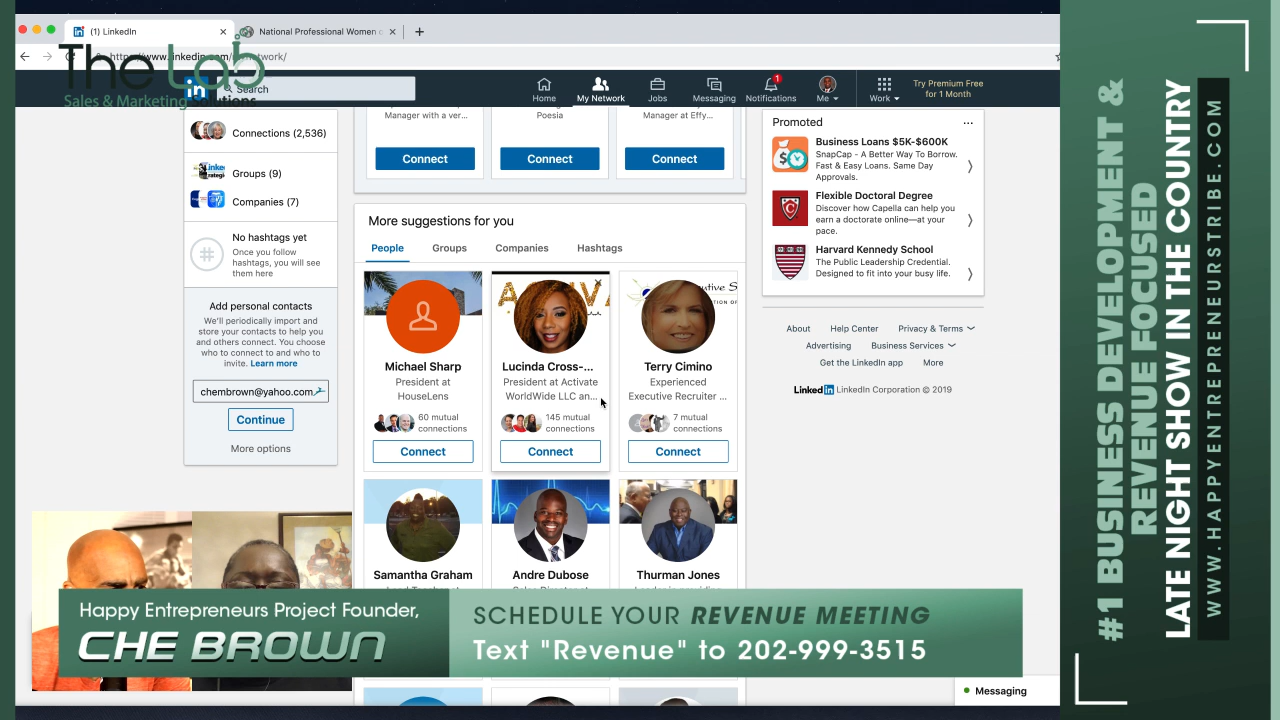 (1) LinkedIn
National Professional Women
The Lab
Sales & Marketing Solutions
Search
Home
My Network
Jobs
Messaging
1
Notifications
Me
Work
Try Premium Free
for 1 Month
Connections (2,536)
Groups (9)
Companies (7)
No hashtags yet
Once you follow
hashtags, you will see
them here
Add personal contacts
We'll periodically import and
store your contacts to help you
and others connect. You choose
who to connect to and who to
invite. Learn more
chembrown@yahoo.com
Continue
More options
Manager with a ver...
Poesia
Manager at Effy...
Connect
Connect
Connect
More suggestions for you
People
Groups
Companies
Hashtags
Michael Sharp
President at
HouseLens
60 mutual
connections
Connect
Lucinda Cross-...
President at Activate
WorldWide LLC an...
145 mutual
connections
Connect
Terry Cimino
Experienced
Executive Recruiter ...
7 mutual
connections
Connect
Samantha Graham
Andre Dubose
Thurman Jones
Promoted
Business Loans $5K-$600K
SnapCap - A Better Way To Borrow.
Fast & Easy Loans. Same Day
Approvals.
Flexible Doctoral Degree
Discover how Capella can help you
earn a doctorate online—at your
pace.
Harvard Kennedy School
The Public Leadership Credential.
Designed to fit into your busy life.
About
Help Center
Privacy & Terms
Advertising
Business Services
Get the LinkedIn app
More
LinkedIn LinkedIn Corporation © 2019
Messaging
Happy Entrepreneurs Project Founder,
CHE BROWN
SCHEDULE YOUR REVENUE MEETING
Text "Revenue" to 202-999-3515
#1 BUSINESS DEVELOPMENT &
REVENUE FOCUSED
LATE NIGHT SHOW IN THE COUNTRY
WWW.HAPPYENTREPRENEURSTRIBE.COM